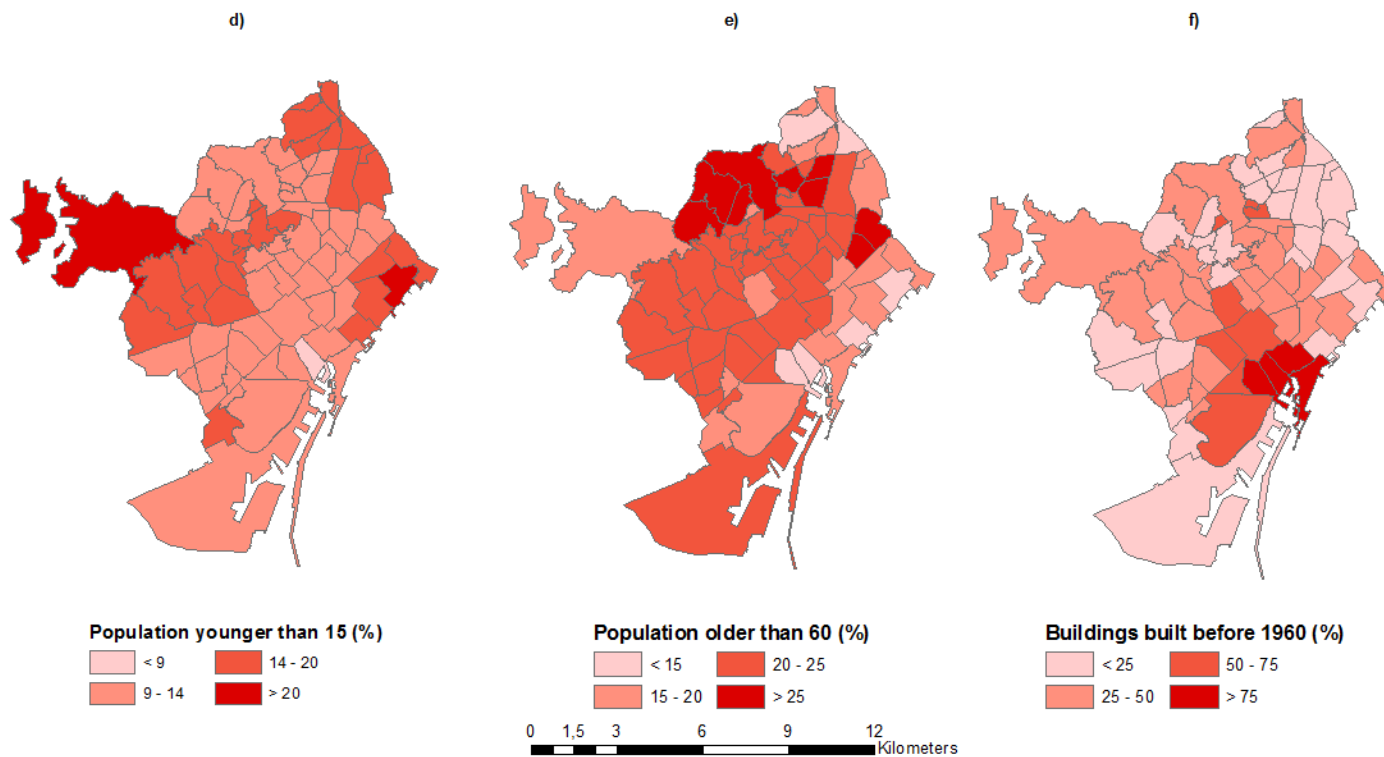 d)
e)
f)
Population younger than 15 (%)
< 9
14 - 20
9 - 14
> 20
Population older than 60 (%)
< 15
20 - 25
15 - 20
> 25
Buildings built before 1960 (%)
< 25
50 - 75
25 - 50
> 75
0 1,5 3 6 9 12
Kilometers